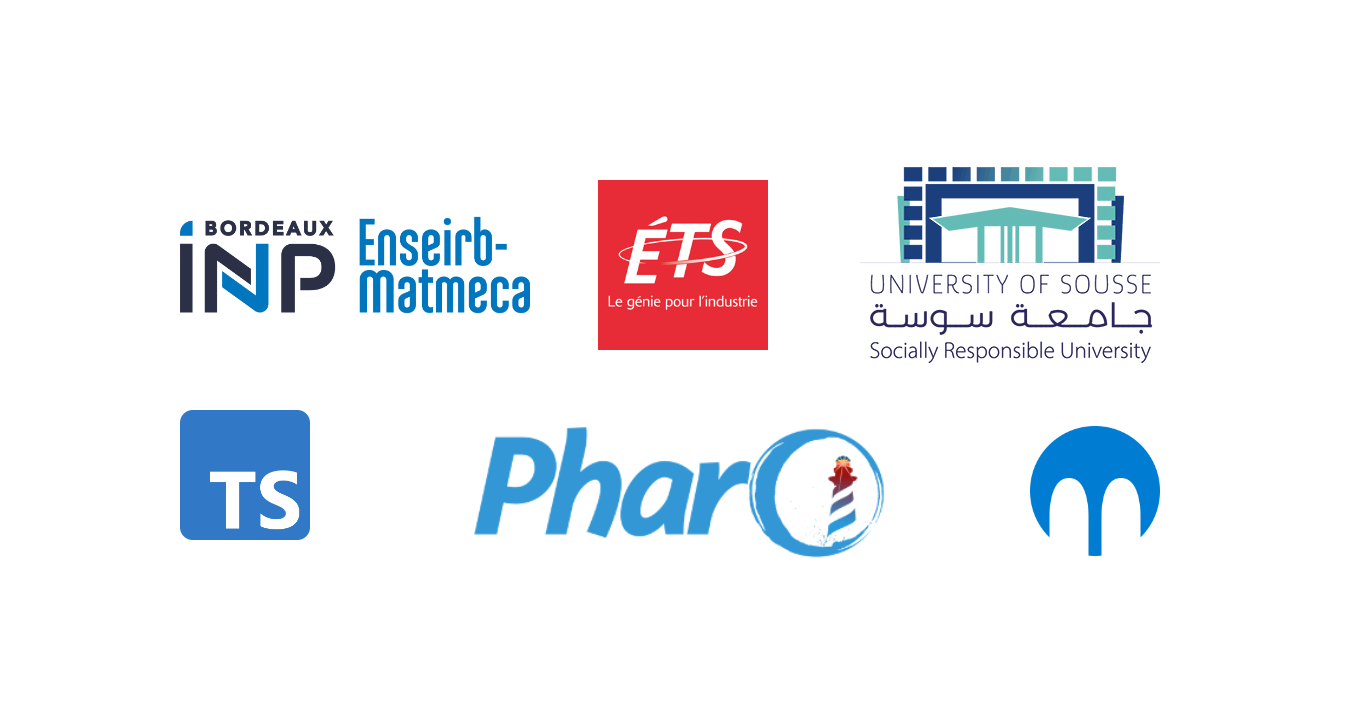 BORDEAUX
INP
Enseirb-
Matmeca
ÉTS
Le génie pour l'industrie
UNIVERSITY OF SOUSSE
جامعة سوسة
Socially Responsible University
TS
Pharo